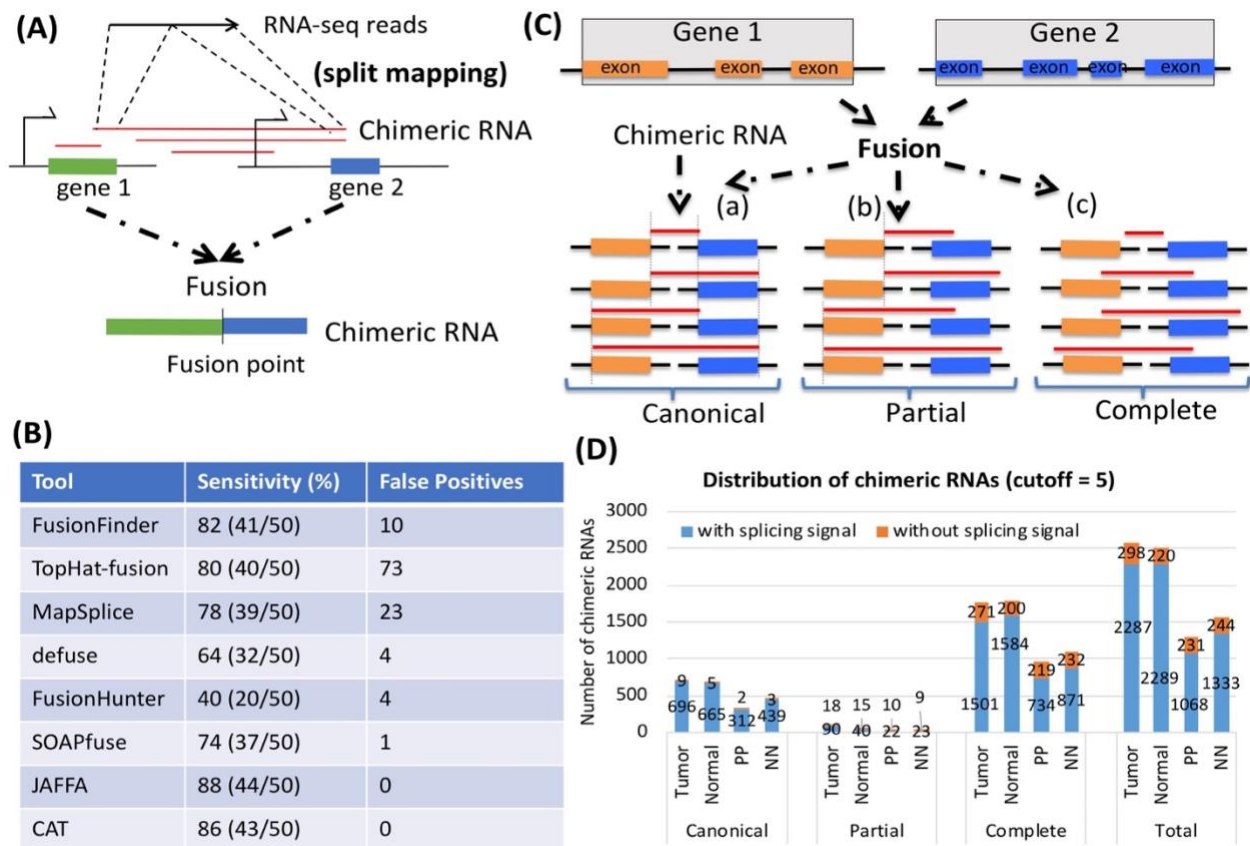 (A)
RNA-seq reads
(split mapping)
Chimeric RNA
gene 1
gene 2
Fusion
Chimeric RNA
Fusion point
(C)
Gene 1
exon exon exon
Gene 2
exon exon exon exon
Chimeric RNA
Fusion
(a)
(b)
(c)
Canonical
Partial
Complete
(B)
Tool Sensitivity (%) False Positives
FusionFinder 82 (41/50) 10
TopHat-fusion 80 (40/50) 73
MapSplice 78 (39/50) 23
defuse 64 (32/50) 4
FusionHunter 40 (20/50) 4
SOAPfuse 74 (37/50) 1
JAFFA 88 (44/50) 0
CAT 86 (43/50) 0
(D)
Distribution of chimeric RNAs (cutoff = 5)
with splicing signal without splicing signal
Number of chimeric RNAs
3000
2500
2000
1500
1000
500
0
9 5 2 3
696 665 312 439
18 15 10 9
90 40 22 23
271 200 219 232
1501 1584 734 871
298 220 231 244
2287 2289 1068 1333
Tumor Normal PP NN Tumor Normal PP NN Tumor Normal PP NN Tumor Normal PP NN
Canonical Partial Complete Total